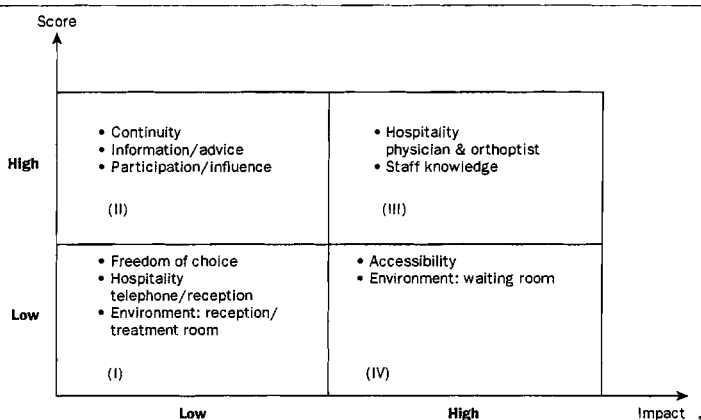 Score
High
• Continuity
• Information/advice
• Participation/influence
(II)
• Hospitality
physician & orthoptist
• Staff knowledge
(III)
Low
• Freedom of choice
• Hospitality
telephone/reception
• Environment: reception/
treatment room
(I)
• Accessibility
• Environment: waiting room
(IV)
Low
High
Impact